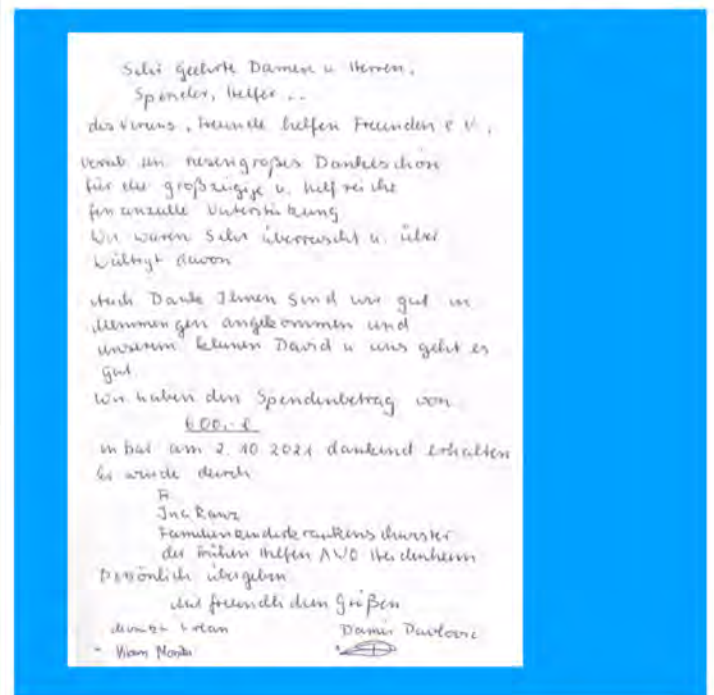 Sehr geehrte Damen u. Herren,
Spender, Helfer ..
des Vereins, Freunde helfen Freunden e.V.,
vorab ein riesengroßes Dankeschön
für die großzügige u. hilfreiche
finanzielle Unterstützung
Wir waren Sehr überrascht u. über
wältigt davon
Auch Dank Ihnen sind wir gut in
Memmingen angekommen und
unserem kleinen David u uns geht es
gut.
Wir haben den Spendenbetrag von
600,-€
in bar am 2.10.2021 dankend erhalten
Es wurde durch
Fr
Ina Ranz
Familienkinderkrankenschwester
der frühen Hilfen AWO Heidenheim
Persönlich übergeben
Mit freundlichen Grüßen
Damir Pavlovic